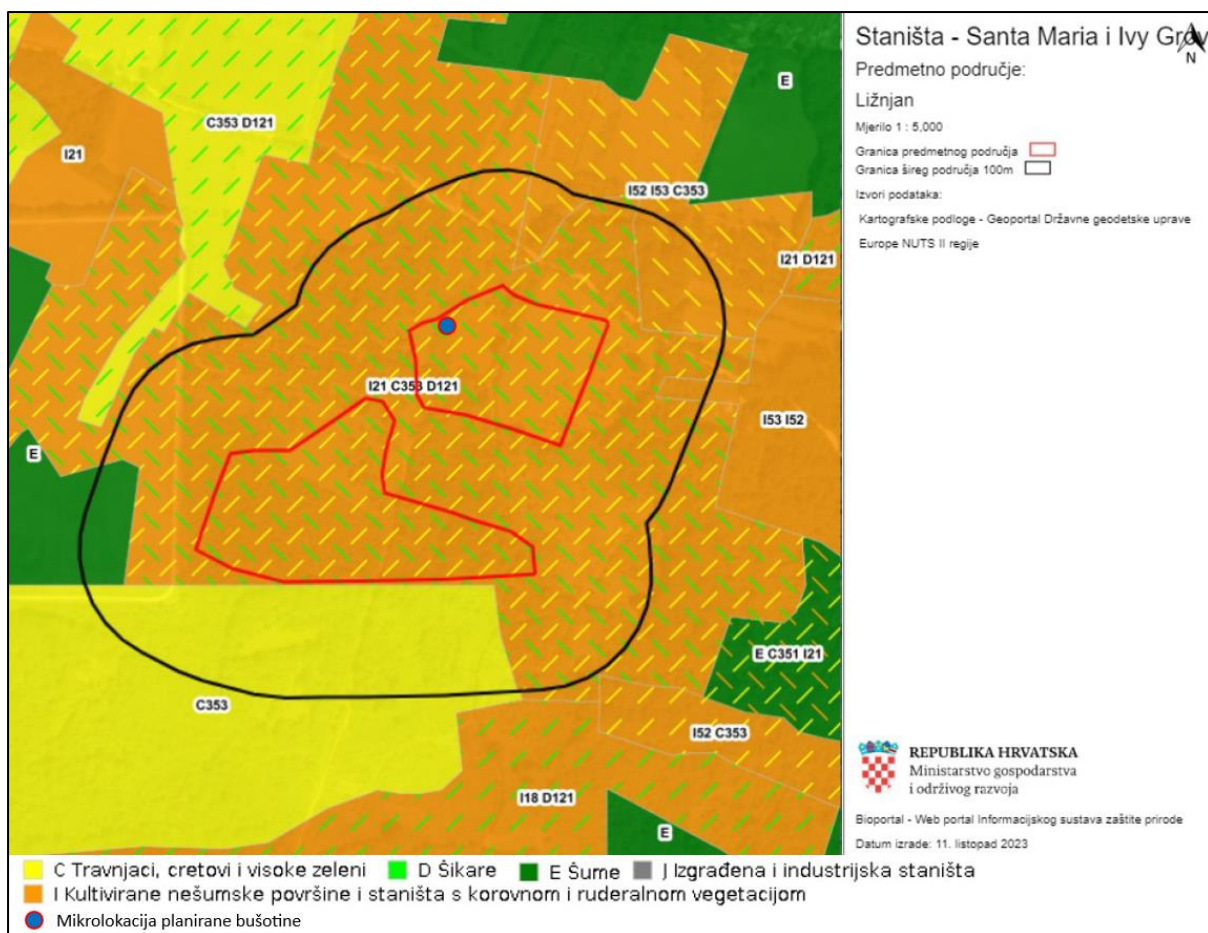 Staništa - Santa Maria i Ivy Grov
N
Predmetno područje:
Ližnjan
Mjerilo 1 : 5,000
Granica predmetnog područja
Granica šireg područja 100m
Izvori podataka:
Kartografske podloge - Geoportal Državne geodetske uprave
Europe NUTS II regije
E
C353 D121
I21
I52 I53 C353
I21 D121
I21 C353 D121
I53 I52
E
E C351 I21
C353
I52 C353
I18 D121
E
REPUBLIKA HRVATSKA
Ministarstvo gospodarstva
i održivog razvoja
Bioportal - Web portal Informacijskog sustava zaštite prirode
Datum izrade: 11. listopad 2023
C Travnjaci, cretovi i visoke zeleni D Šikare E Šume J Izgrađena i industrijska staništa
I Kultivirane nešumske površine i staništa s korovnom i ruderalnom vegetacijom
Mikrolokacija planirane bušotine